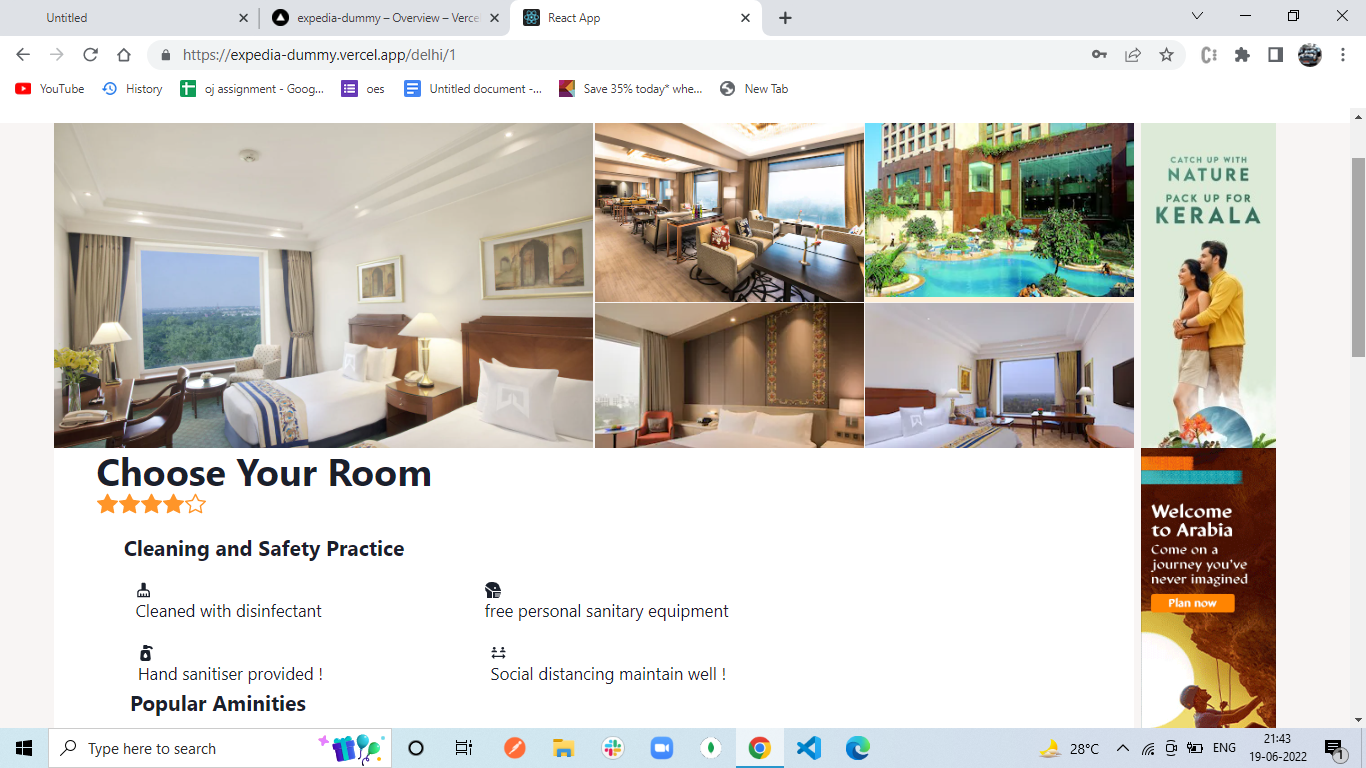 Untitled
expedia-dummy – Overview – Vercel
React App
https://expedia-dummy.vercel.app/delhi/1
YouTube
History
oj assignment - Goog...
oes
Untitled document -...
Save 35% today* whe...
New Tab
CATCH UP WITH
NATURE
PACK UP FOR
KERALA
Choose Your Room
Cleaning and Safety Practice
Cleaned with disinfectant
free personal sanitary equipment
Hand sanitiser provided !
Social distancing maintain well !
Popular Aminities
Welcome
to Arabia
Come on a
journey you've
never imagined
Plan now
Type here to search
28°C
ENG
21:43
19-06-2022
1